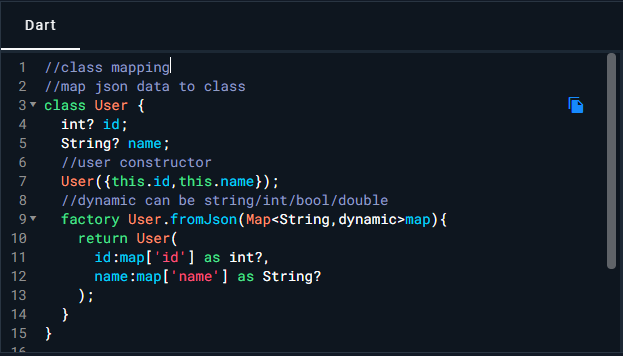 Dart
1 //class mapping
2 //map json data to class
3 class User {
4 int? id;
5 String? name;
6 //user constructor
7 User({this.id,this.name});
8 //dynamic can be string/int/bool/double
9 factory User.fromJson(Map<String,dynamic>map){
10 return User(
11 id:map['id'] as int?,
12 name:map['name'] as String?
13 );
14 }
15 }
16